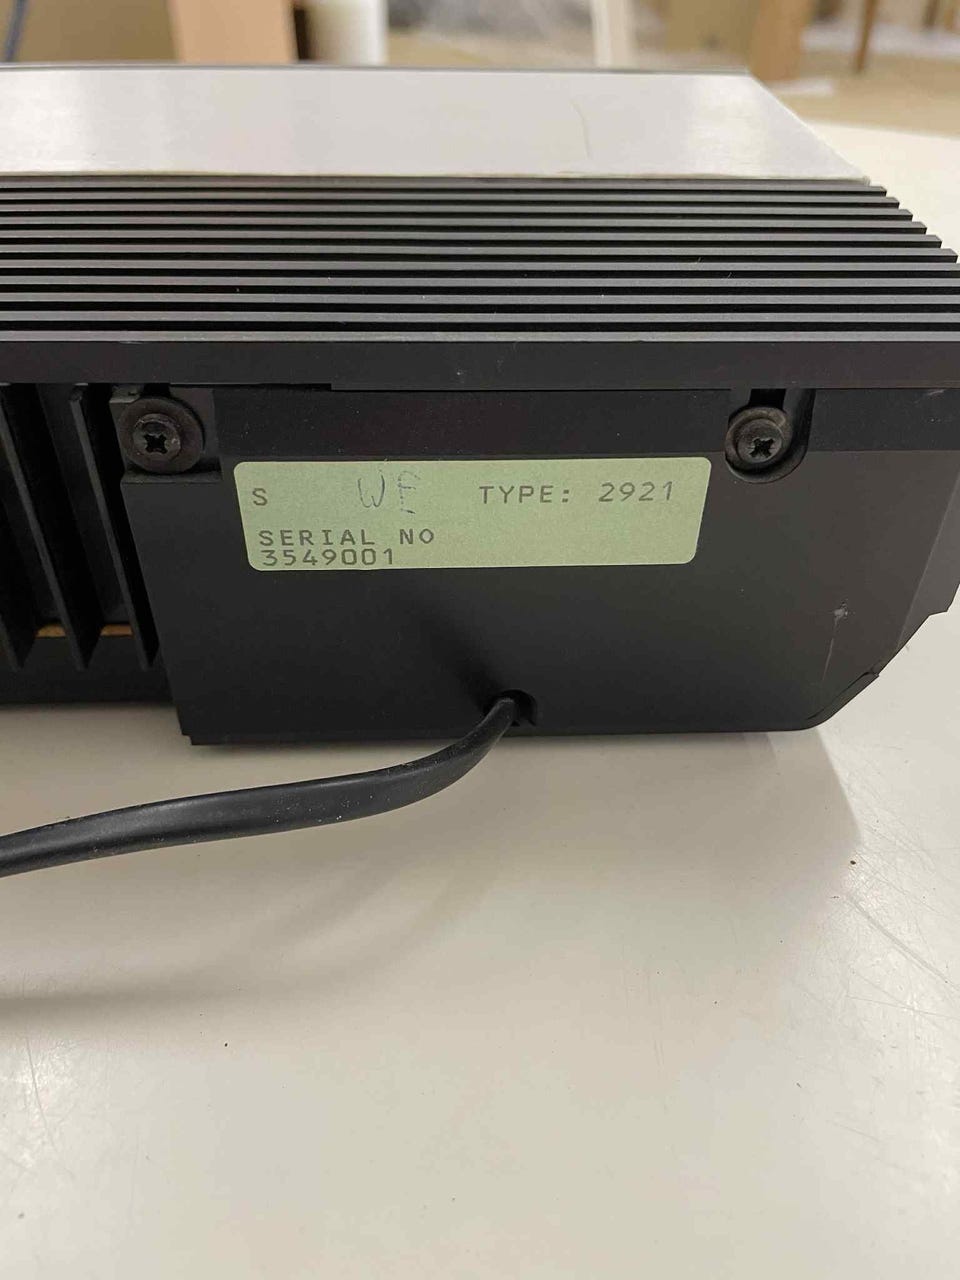 S WE TYPE: 2921
SERIAL NO
3549001